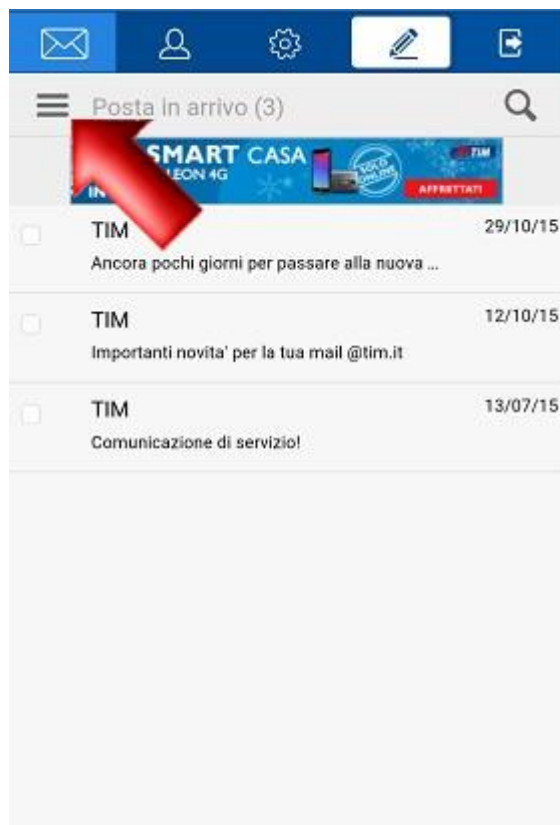 Posta in arrivo (3)
SMART CASA
LEON 4G
IN
SOLO
ONLINE
TIM
AFFRETTATI
TIM
29/10/15
Ancora pochi giorni per passare alla nuova ...
TIM
12/10/15
Importanti novita' per la tua mail @tim.it
TIM
13/07/15
Comunicazione di servizio!